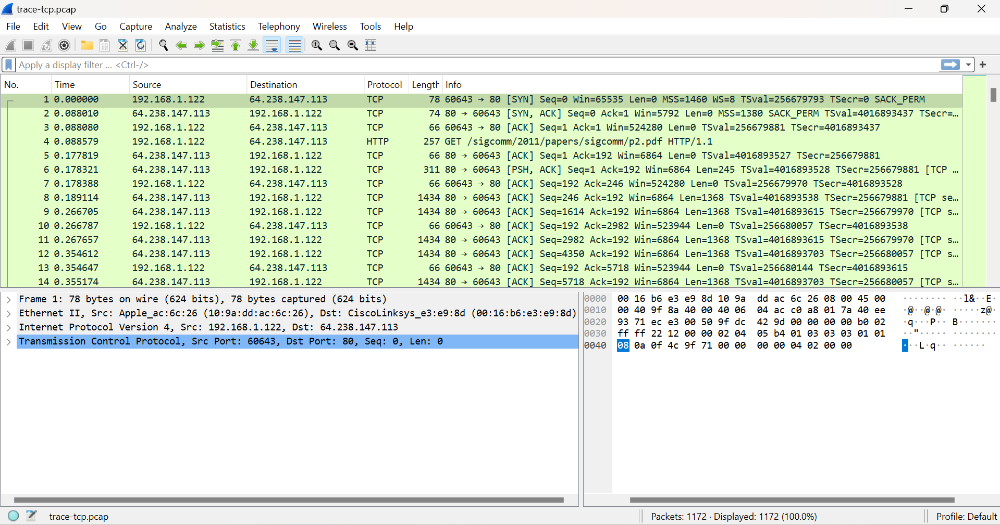 trace-tcp.pcap
File Edit View Go Capture Analyze Statistics Telephony Wireless Tools Help
Apply a display filter ... <Ctrl-/>
No. Time Source Destination Protocol Length Info
1 0.000000 192.168.1.122 64.238.147.113 TCP 78 60643 → 80 [SYN] Seq=0 Win=65535 Len=0 MSS=1460 WS=8 TSval=256679793 TSecr=0 SACK_PERM
2 0.088010 64.238.147.113 192.168.1.122 TCP 74 80 → 60643 [SYN, ACK] Seq=0 Ack=1 Win=5792 Len=0 MSS=1380 SACK_PERM TSval=4016893437 TSecr=…
3 0.088080 192.168.1.122 64.238.147.113 TCP 66 60643 → 80 [ACK] Seq=1 Ack=1 Win=524280 Len=0 TSval=256679881 TSecr=4016893437
4 0.088579 192.168.1.122 64.238.147.113 HTTP 257 GET /sigcomm/2011/papers/sigcomm/p2.pdf HTTP/1.1
5 0.177819 64.238.147.113 192.168.1.122 TCP 66 80 → 60643 [ACK] Seq=1 Ack=192 Win=6864 Len=0 TSval=4016893527 TSecr=256679881
6 0.178321 64.238.147.113 192.168.1.122 TCP 311 80 → 60643 [PSH, ACK] Seq=1 Ack=192 Win=6864 Len=245 TSval=4016893528 TSecr=256679881 [TCP …
7 0.178388 192.168.1.122 64.238.147.113 TCP 66 60643 → 80 [ACK] Seq=192 Ack=246 Win=524280 Len=0 TSval=256679970 TSecr=4016893528
8 0.189114 64.238.147.113 192.168.1.122 TCP 1434 80 → 60643 [ACK] Seq=246 Ack=192 Win=6864 Len=1368 TSval=4016893538 TSecr=256679881 [TCP se…
9 0.266705 64.238.147.113 192.168.1.122 TCP 1434 80 → 60643 [ACK] Seq=1614 Ack=192 Win=6864 Len=1368 TSval=4016893615 TSecr=256679970 [TCP s…
10 0.266787 192.168.1.122 64.238.147.113 TCP 66 60643 → 80 [ACK] Seq=192 Ack=2982 Win=523944 Len=0 TSval=256680057 TSecr=4016893538
11 0.267657 64.238.147.113 192.168.1.122 TCP 1434 80 → 60643 [ACK] Seq=2982 Ack=192 Win=6864 Len=1368 TSval=4016893615 TSecr=256679970 [TCP s…
12 0.354612 64.238.147.113 192.168.1.122 TCP 1434 80 → 60643 [ACK] Seq=4350 Ack=192 Win=6864 Len=1368 TSval=4016893703 TSecr=256680057 [TCP s…
13 0.354647 192.168.1.122 64.238.147.113 TCP 66 60643 → 80 [ACK] Seq=192 Ack=5718 Win=523944 Len=0 TSval=256680144 TSecr=4016893615
14 0.355174 64.238.147.113 192.168.1.122 TCP 1434 80 → 60643 [ACK] Seq=5718 Ack=192 Win=6864 Len=1368 TSval=4016893703 TSecr=256680057 [TCP s…
Frame 1: 78 bytes on wire (624 bits), 78 bytes captured (624 bits)
Ethernet II, Src: Apple_ac:6c:26 (10:9a:dd:ac:6c:26), Dst: CiscoLinksys_e3:e9:8d (00:16:b6:e3:e9:8d)
Internet Protocol Version 4, Src: 192.168.1.122, Dst: 64.238.147.113
Transmission Control Protocol, Src Port: 60643, Dst Port: 80, Seq: 0, Len: 0
0000 00 16 b6 e3 e9 8d 10 9a dd ac 6c 26 08 00 45 00 ········ ··l&··E·
0010 00 40 9f 8a 40 00 40 06 04 ac c0 a8 01 7a 40 ee ·@··@·@· ·····z@·
0020 93 71 ec e3 00 50 9f dc 42 9d 00 00 00 00 b0 02 ·q···P·· B·······
0030 ff ff 22 12 00 00 02 04 05 b4 01 03 03 03 01 01 ··"····· ········
0040 08 0a 0f 4c 9f 71 00 00 00 00 04 02 00 00 ···L·q·· ······
trace-tcp.pcap
Packets: 1172 · Displayed: 1172 (100.0%)
Profile: Default